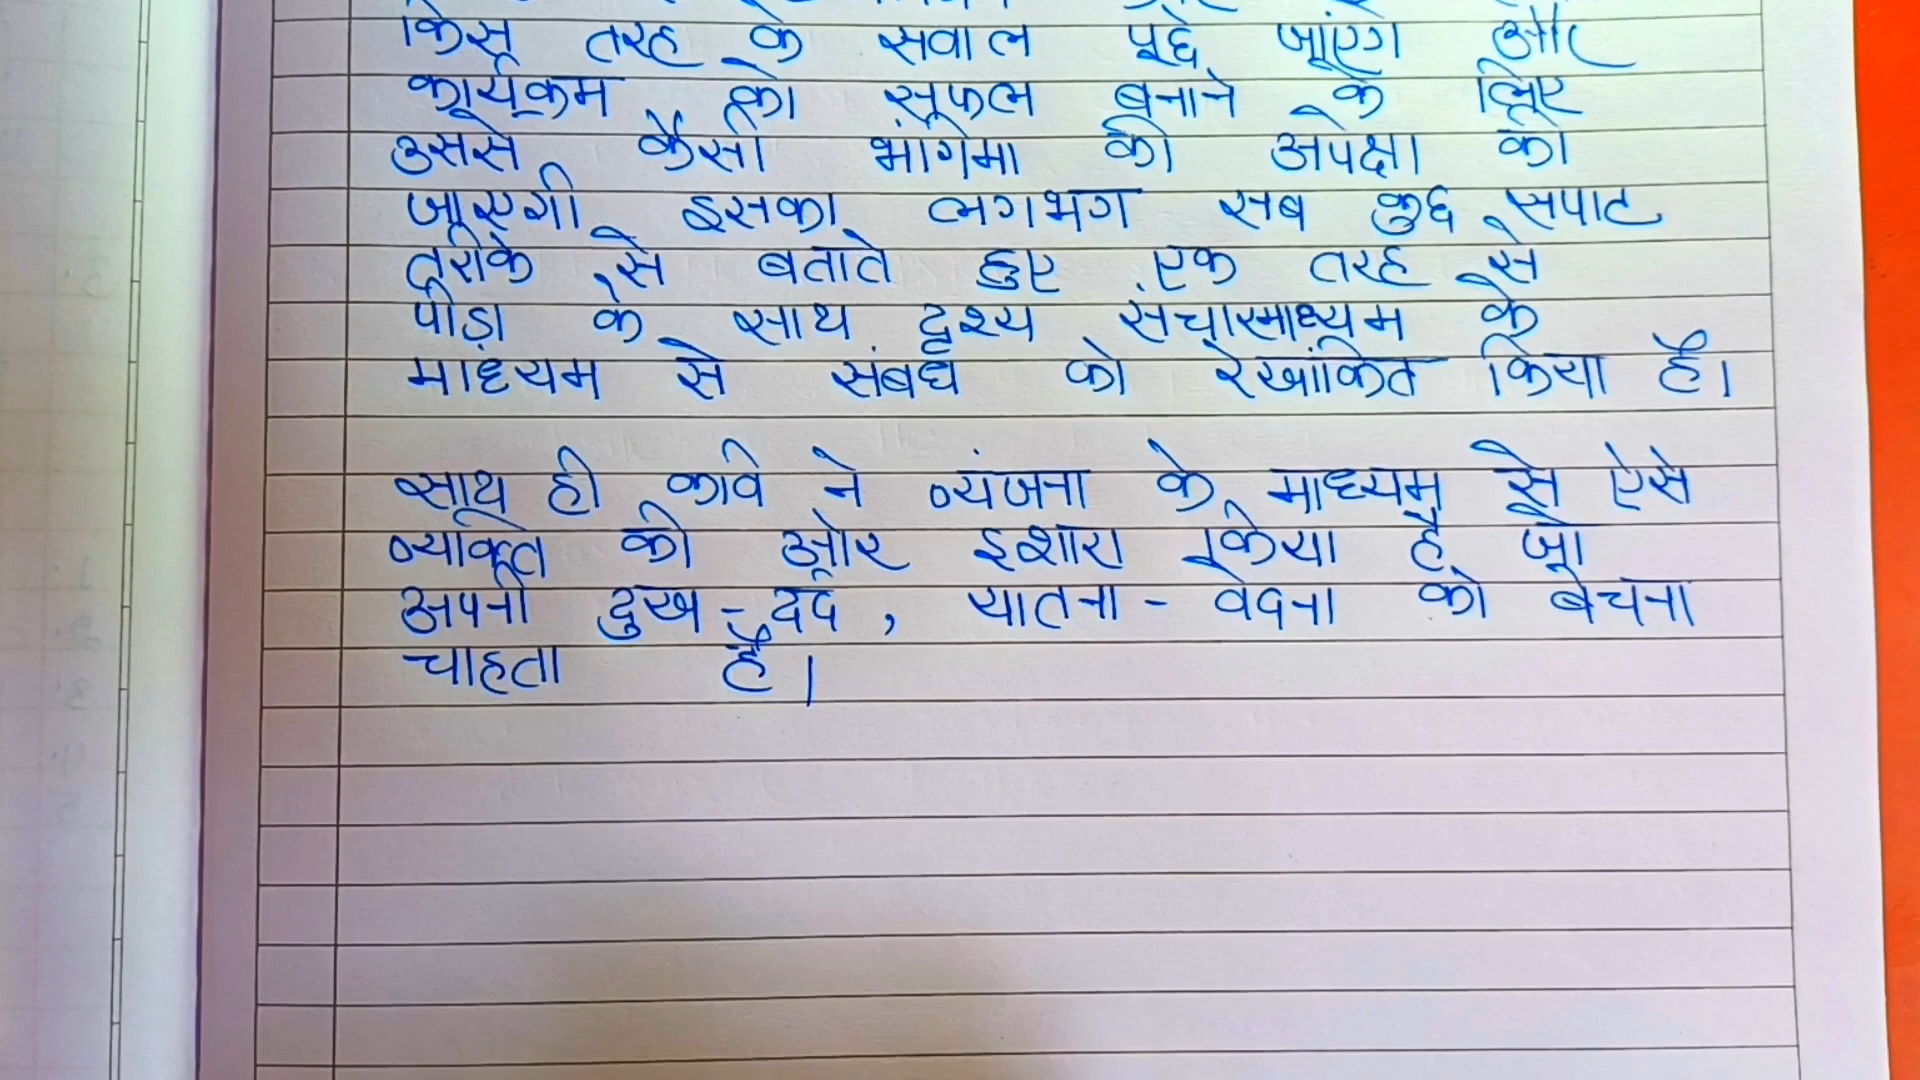 किस तरह के सवाल पूछे जाएंगे और
कार्यक्रम को सफल बनाने के लिए
उससे कैसी भंगिमा की अपेक्षा की
जाएगी इसका लगभग सब कुछ सपाट
तरीके से बताते हुए एक तरह से
पीड़ा के साथ दृश्य संचारमाध्यम के
माध्यम से संबंध को रेखांकित किया है।
साथ ही कवि ने व्यंजना के माध्यम से ऐसे
व्यक्ति की ओर इशारा किया है जो
अपनी दुख-दर्द, यातना-वेदना को बेचना
चाहता है।